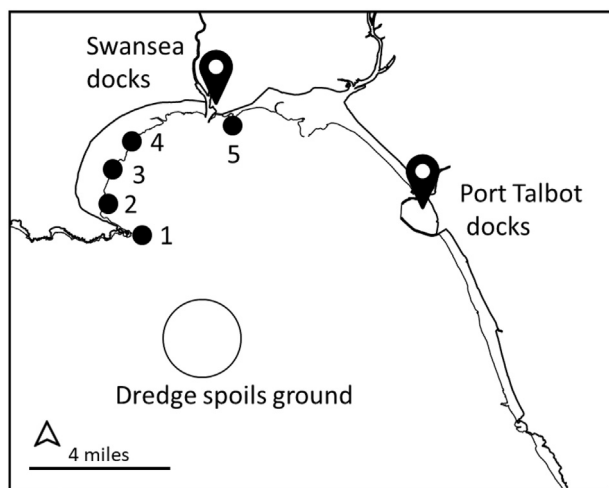 Swansea
docks
4
5
3
2
1
Port Talbot
docks
Dredge spoils ground
4 miles